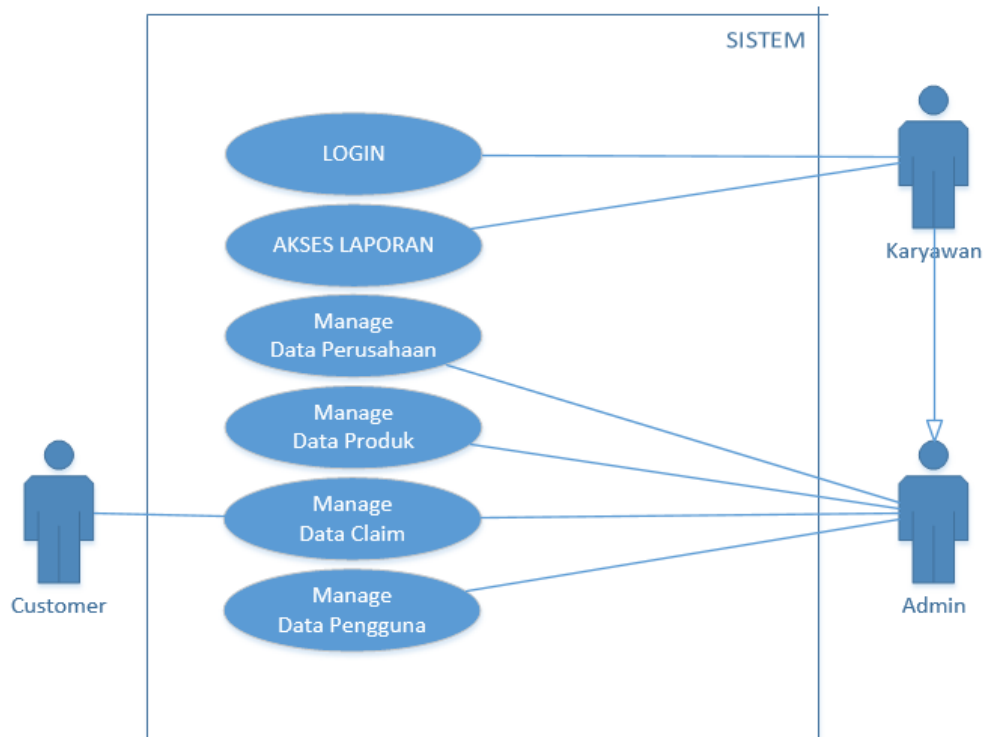 SISTEM
LOGIN
AKSES LAPORAN
Karyawan
Manage
Data Perusahaan
Manage
Data Produk
Manage
Data Claim
Manage
Data Pengguna
Customer
Admin